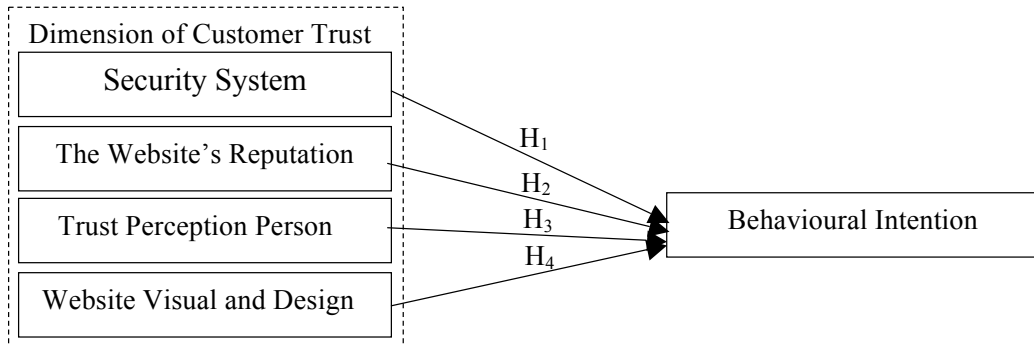 Dimension of Customer Trust
Security System
The Website's Reputation
Trust Perception Person
Website Visual and Design
H₁
H₂
H₃
H₄
Behavioural Intention